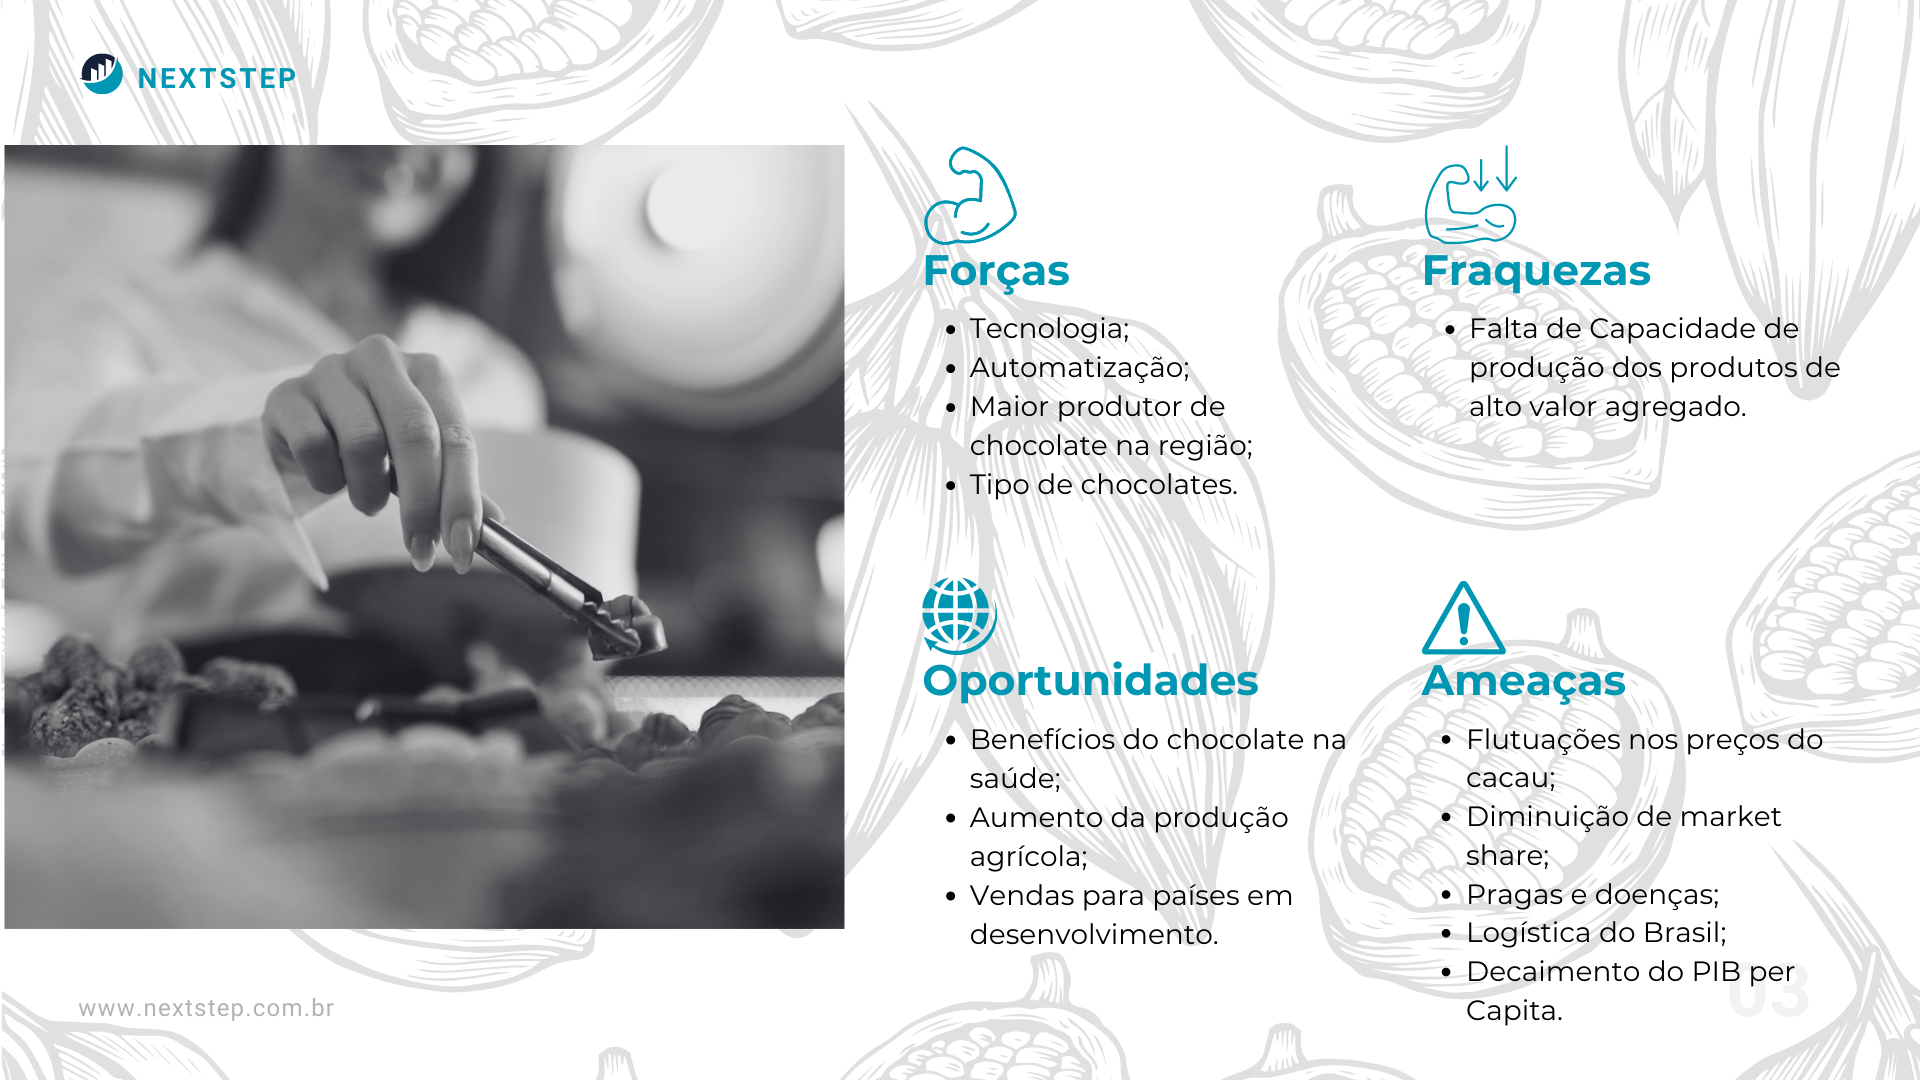 NEXTSTEP
Forças
Tecnologia;
Automatização;
Maior produtor de
chocolate na região;
Tipo de chocolates.
Fraquezas
Falta de Capacidade de
produção dos produtos de
alto valor agregado.
Oportunidades
Benefícios do chocolate na
saúde;
Aumento da produção
agrícola;
Vendas para países em
desenvolvimento.
Ameaças
Flutuações nos preços do
cacau;
Diminuição de market
share;
Pragas e doenças;
Logística do Brasil;
Decaimento do PIB per
Capita.
www.nextstep.com.br
03